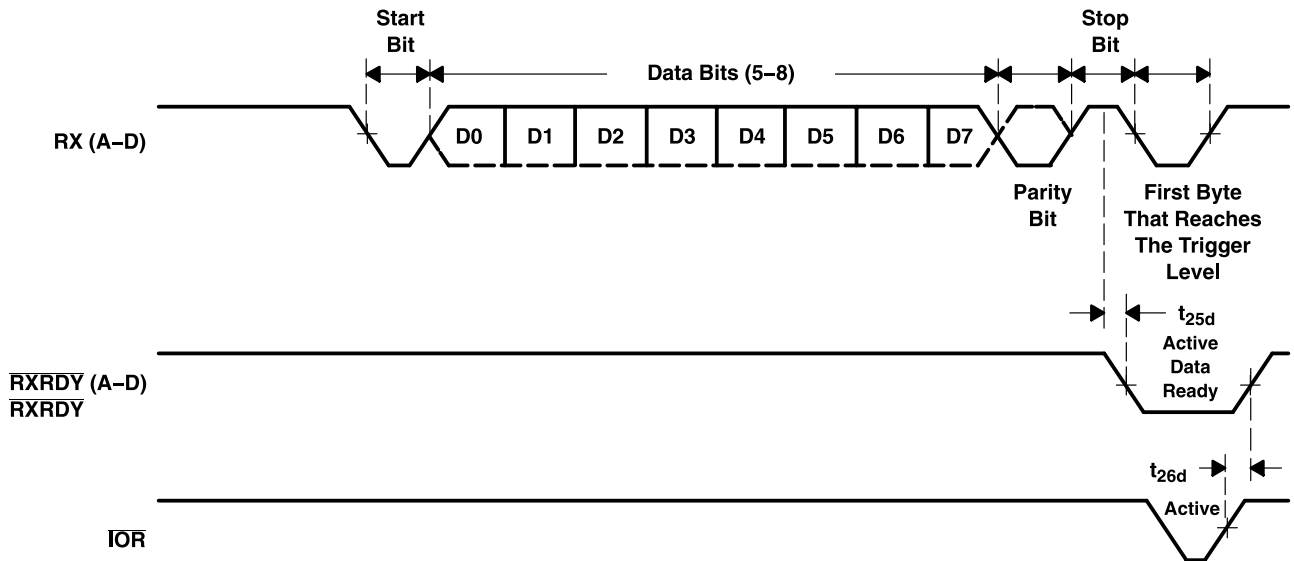 Start
Bit
Data Bits (5–8)
Stop
Bit
RX (A–D)
D0
D1
D2
D3
D4
D5
D6
D7
Parity
Bit
First Byte
That Reaches
The Trigger
Level
t25d
Active
Data
Ready
RXRDY (A–D)
RXRDY
t26d
Active
IOR